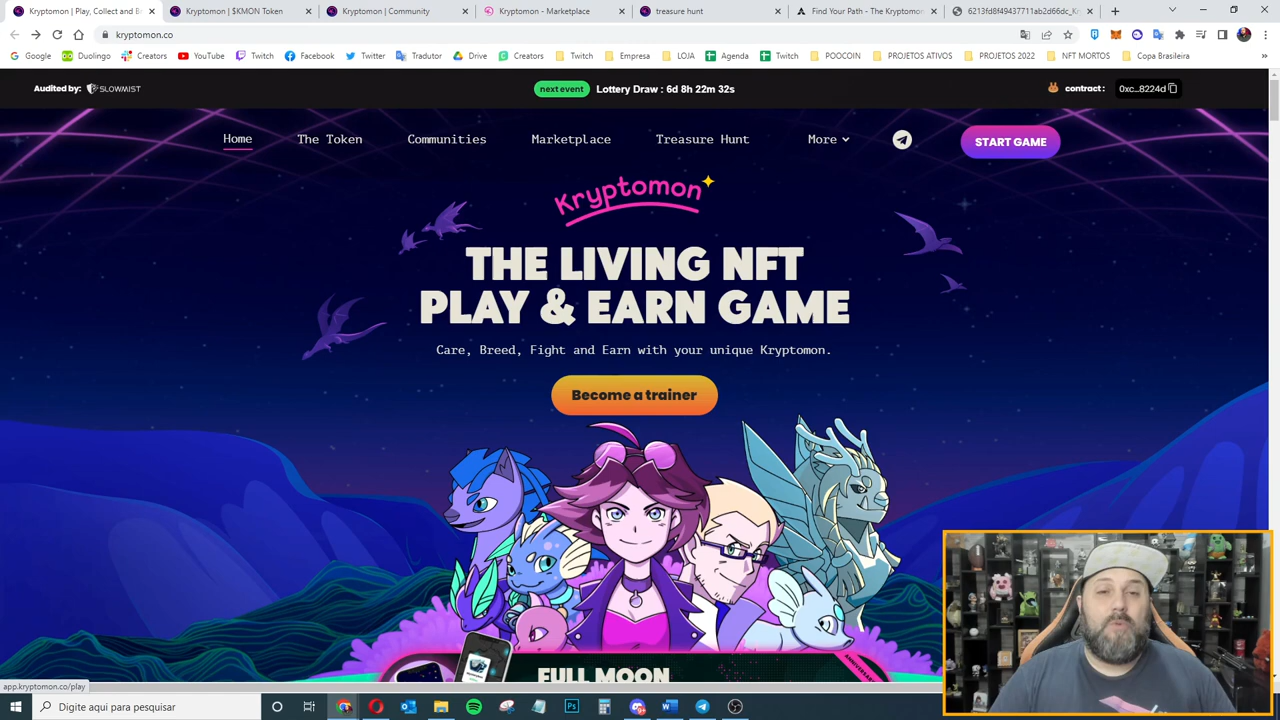 Kryptomon | Play, Collect and Br
Kryptomon | $KMON Token
Kryptomon | Community
Kryptomon - Marketplace
treasure hunt
Find Your Path - The Kryptomon
6213fd8f49437711ab2d66dc_Kr
kryptomon.co
Google
Duolingo
Creators
YouTube
Twitch
Facebook
Twitter
Tradutor
Drive
Creators
Twitch
Empresa
LOJA
Agenda
Twitch
POOCOIN
PROJETOS ATIVOS
PROJETOS 2022
NFT MORTOS
Copa Brasileira
Audited by: SLOWMIST
next event Lottery Draw : 6d 8h 22m 32s
contract : 0xc...8224d
Home
The Token
Communities
Marketplace
Treasure Hunt
More
START GAME
Kryptomon
THE LIVING NFT
PLAY & EARN GAME
Care, Breed, Fight and Earn with your unique Kryptomon.
Become a trainer
FULL MOON
app.kryptomon.co/play
Digite aqui para pesquisar